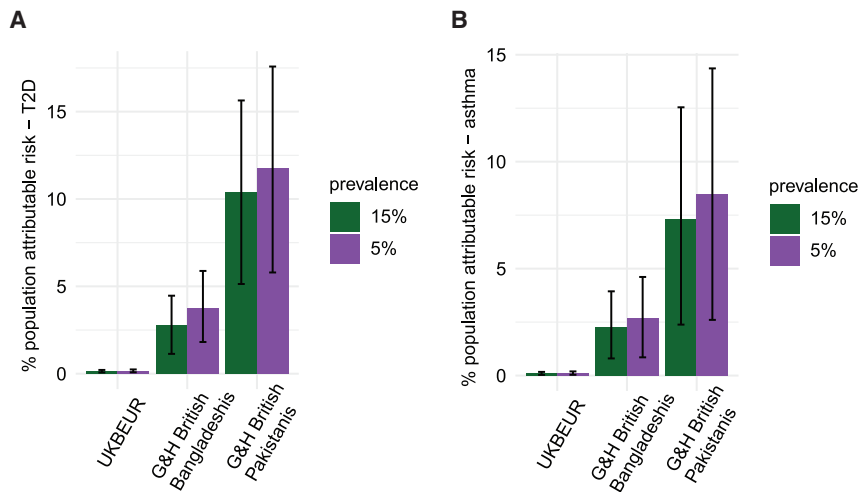 A
% population attributable risk – T2D
15
10
5
0
UKBEUR
G&H British
Bangladeshis
G&H British
Pakistanis
prevalence
15%
5%
B
% population attributable risk – asthma
15
10
5
0
UKBEUR
G&H British
Bangladeshis
G&H British
Pakistanis
prevalence
15%
5%